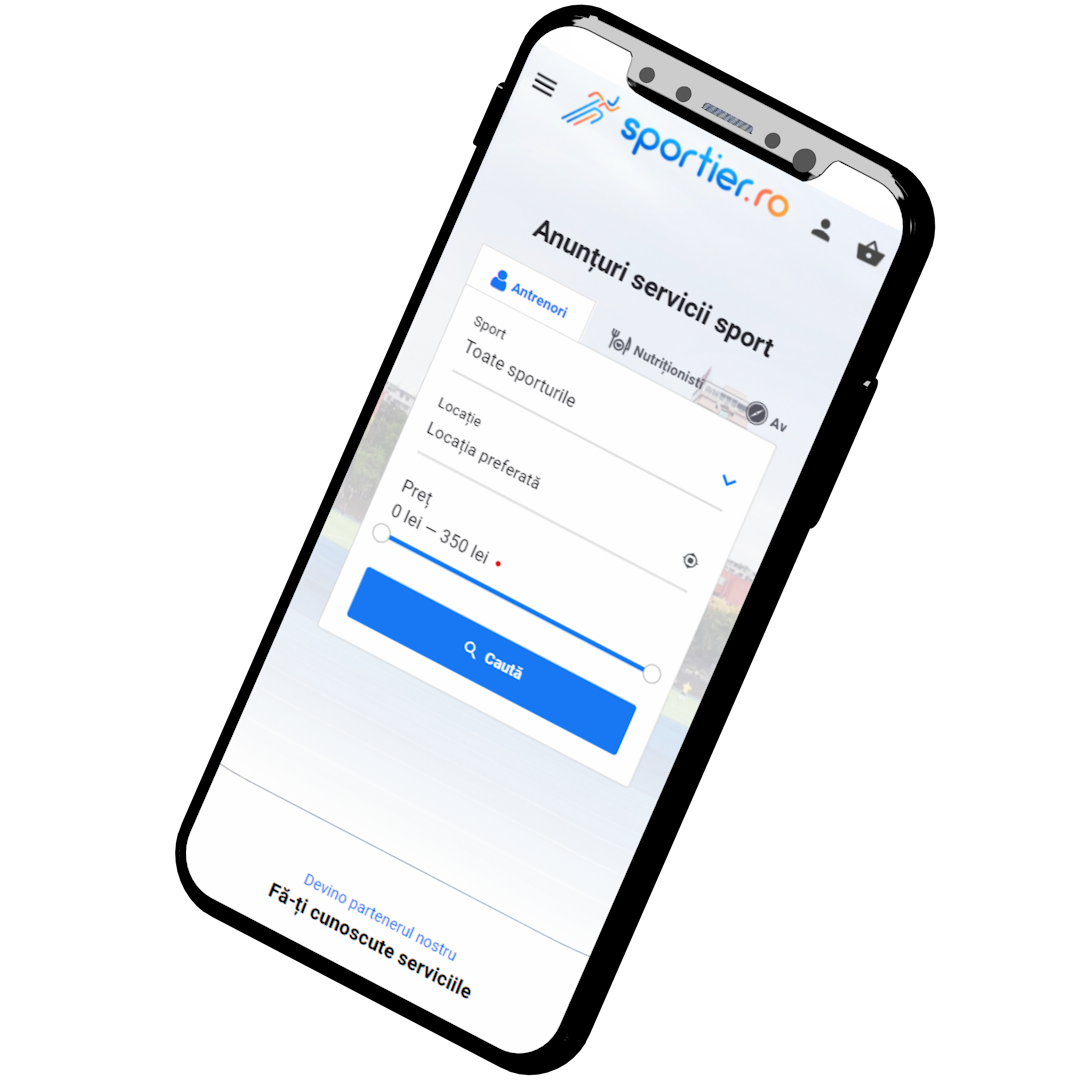 sportier.ro
Anunțuri servicii sport
Antrenori
Nutriționisti
Av
Sport
Toate sporturile
Locație
Locația preferată
Preț
0 lei – 350 lei
Caută
Devino partenerul nostru
Fă-ți cunoscute serviciile